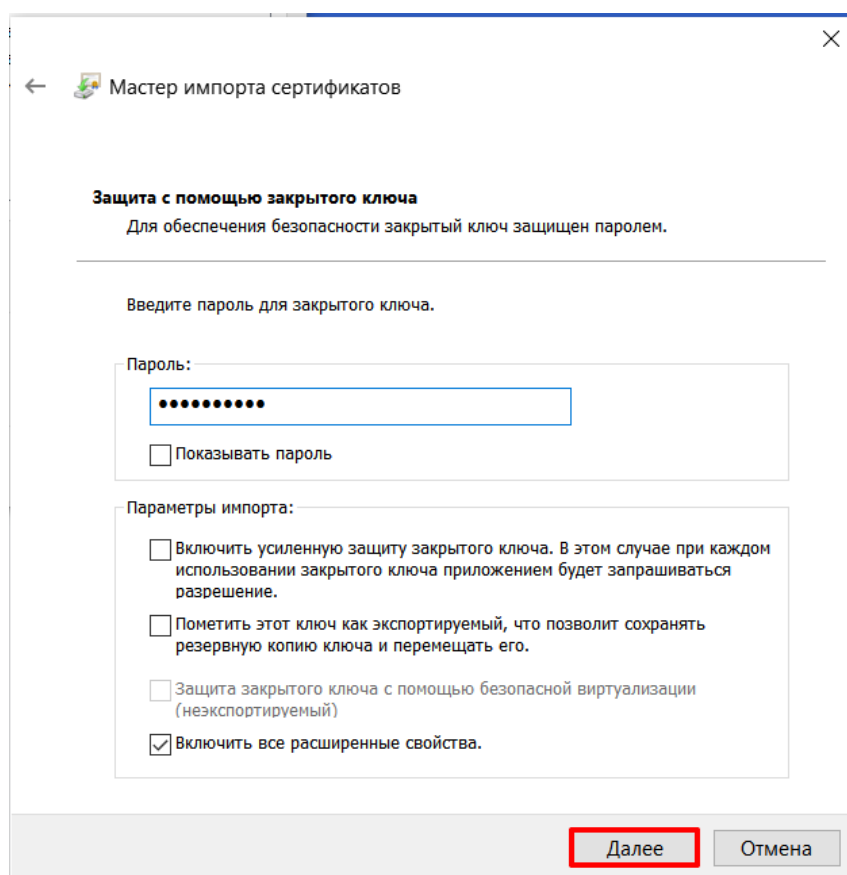 Мастер импорта сертификатов
Защита с помощью закрытого ключа
Для обеспечения безопасности закрытый ключ защищен паролем.
Введите пароль для закрытого ключа.
Пароль:
••••••••••
Показывать пароль
Параметры импорта:
Включить усиленную защиту закрытого ключа. В этом случае при каждом
использовании закрытого ключа приложением будет запрашиваться
разрешение.
Пометить этот ключ как экспортируемый, что позволит сохранять
резервную копию ключа и перемещать его.
Защита закрытого ключа с помощью безопасной виртуализации
(неэкспортируемый)
Включить все расширенные свойства.
Далее
Отмена